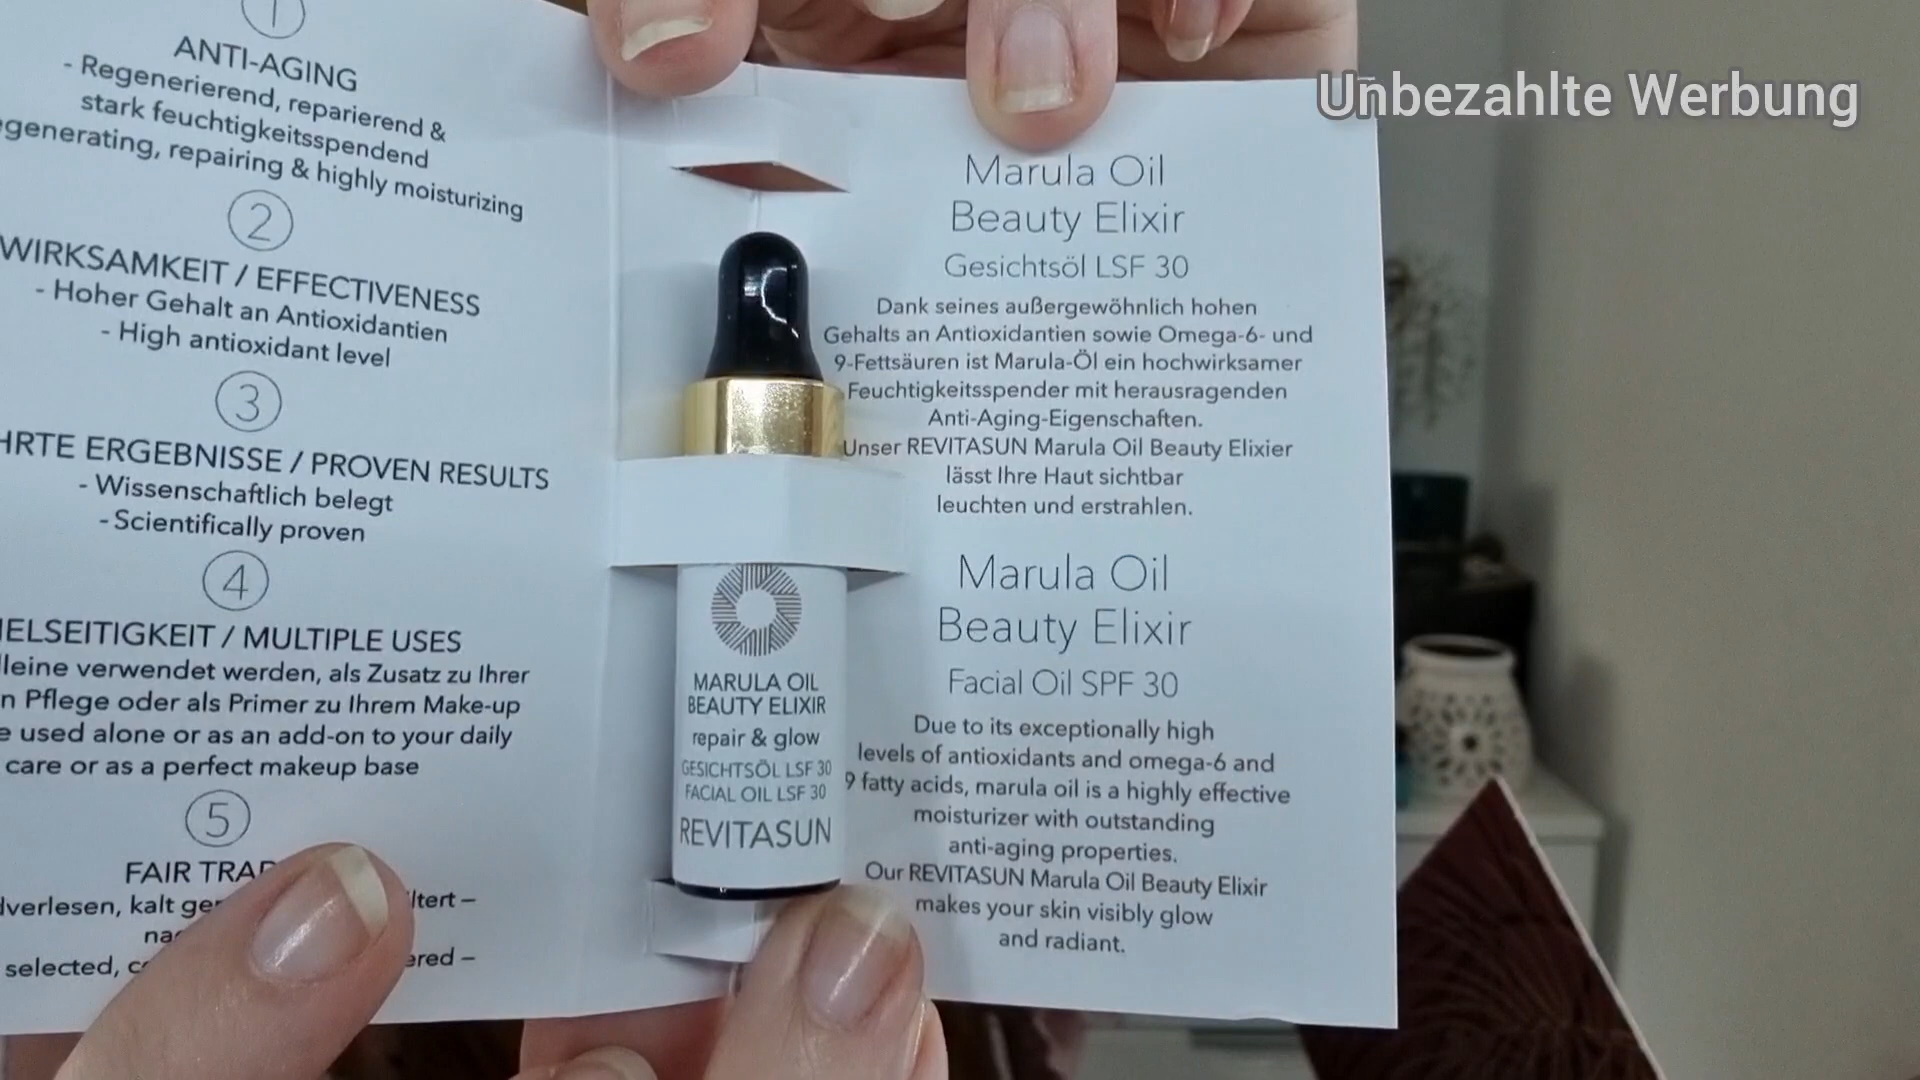 Unbezahlte Werbung
1
ANTI-AGING
- Regenerierend, reparierend &
stark feuchtigkeitsspendend
repairing & highly moisturizing
2
WIRKSAMKEIT / EFFECTIVENESS
- Hoher Gehalt an Antioxidantien
- High antioxidant level
3
ERGEBNISSE / PROVEN RESULTS
- Wissenschaftlich belegt
- Scientifically proven
4
/ MULTIPLE USES
verwendet werden, als Zusatz zu Ihrer
Pflege oder als Primer zu Ihrem Make-up
used alone or as an add-on to your daily
care or as a perfect makeup base
5
FAIR
kalt
selected,
MARULA OIL
BEAUTY ELIXIR
repair & glow
GESICHTSÖL LSF 30
FACIAL OIL LSF 30
REVITASUN
Marula Oil
Beauty Elixir
Gesichtsöl LSF 30
Dank seines außergewöhnlich hohen
Gehalts an Antioxidantien sowie Omega-6- und
9-Fettsäuren ist Marula-Öl ein hochwirksamer
Feuchtigkeitsspender mit herausragenden
Anti-Aging-Eigenschaften.
Unser REVITASUN Marula Oil Beauty Elixier
lässt Ihre Haut sichtbar
leuchten und erstrahlen.
Marula Oil
Beauty Elixir
Facial Oil SPF 30
Due to its exceptionally high
levels of antioxidants and omega-6 and
9 fatty acids, marula oil is a highly effective
moisturizer with outstanding
anti-aging properties.
Our REVITASUN Marula Oil Beauty Elixir
makes your skin visibly glow
and radiant.